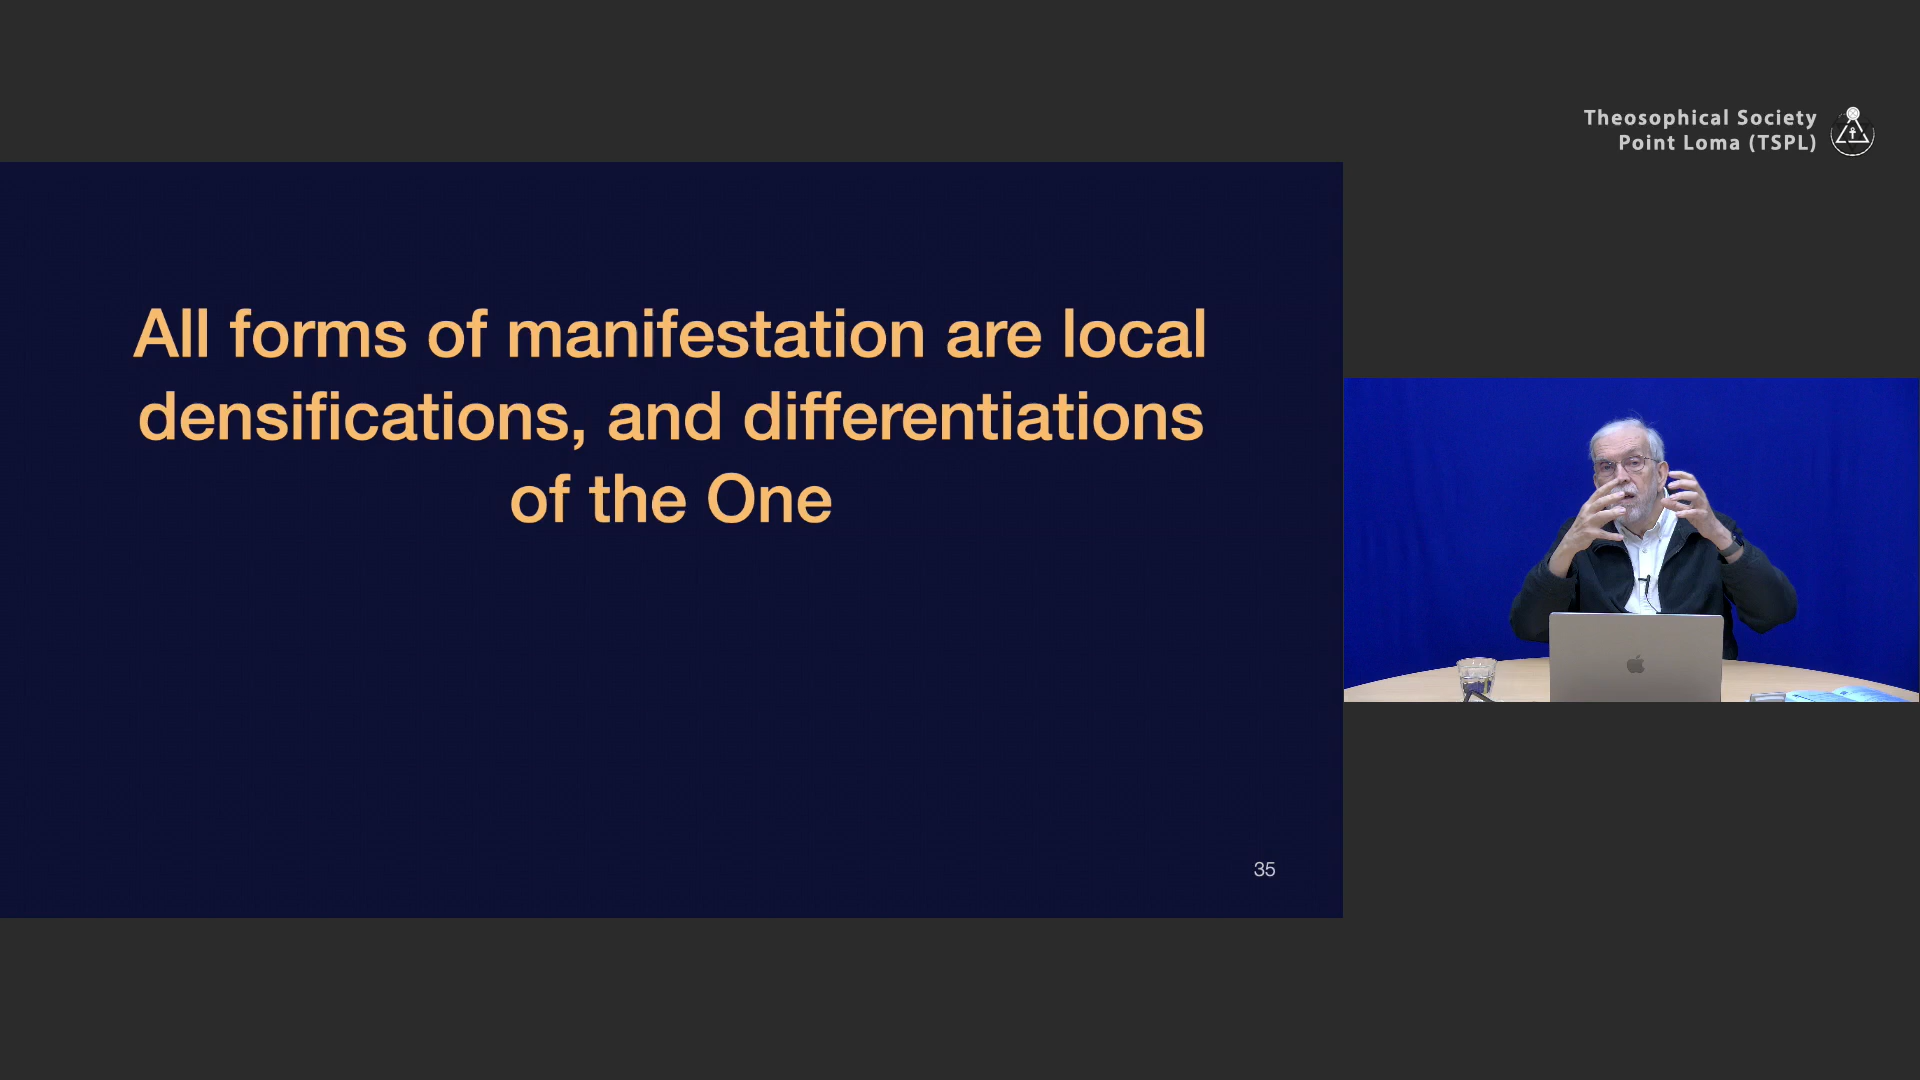 Theosophical Society
Point Loma (TSPL)
All forms of manifestation are local
densifications, and differentiations
of the One
35